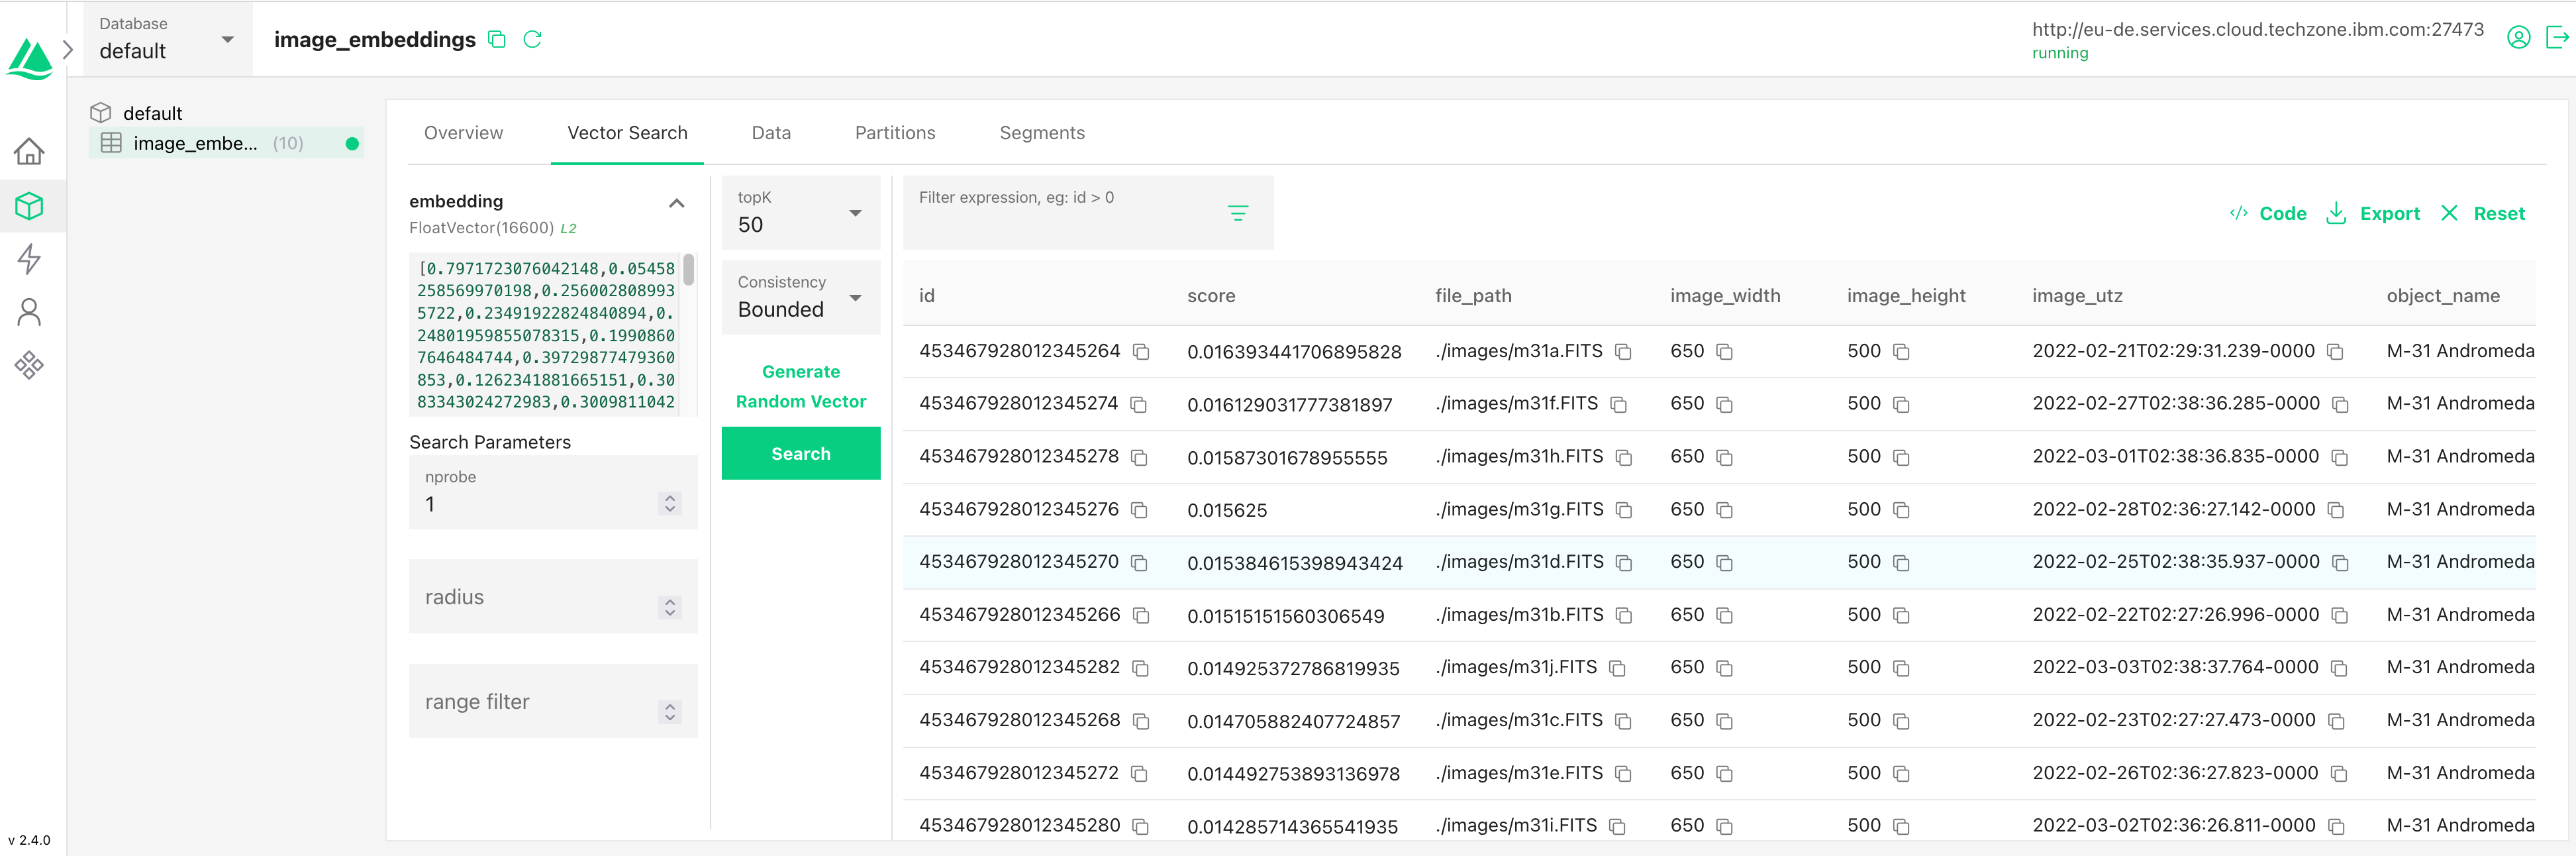 Database
default
image_embeddings
http://eu-de.services.cloud.techzone.ibm.com:27473
running
default
image_embe... (10)
Overview Vector Search Data Partitions Segments
embedding
FloatVector(16600) L2
[0.7971723076042148,0.05458
258569970198,0.256002808993
5722,0.23491922824840894,0.
24801959855078315,0.1990860
7646484744,0.39729877479360
853,0.1262341881665151,0.30
83343024272983,0.3009811042
Search Parameters
nprobe
1
radius
range filter
topK
50
Consistency
Bounded
Generate
Random Vector
Search
Filter expression, eg: id > 0
</> Code Export Reset
id score file_path image_width image_height image_utz object_name
453467928012345264 0.016393441706895828 ./images/m31a.FITS 650 500 2022-02-21T02:29:31.239-0000 M-31 Andromeda
453467928012345274 0.016129031777381897 ./images/m31f.FITS 650 500 2022-02-27T02:38:36.285-0000 M-31 Andromeda
453467928012345278 0.01587301678955555 ./images/m31h.FITS 650 500 2022-03-01T02:38:36.835-0000 M-31 Andromeda
453467928012345276 0.015625 ./images/m31g.FITS 650 500 2022-02-28T02:36:27.142-0000 M-31 Andromeda
453467928012345270 0.015384615398943424 ./images/m31d.FITS 650 500 2022-02-25T02:38:35.937-0000 M-31 Andromeda
453467928012345266 0.01515151560306549 ./images/m31b.FITS 650 500 2022-02-22T02:27:26.996-0000 M-31 Andromeda
453467928012345282 0.014925372786819935 ./images/m31j.FITS 650 500 2022-03-03T02:38:37.764-0000 M-31 Andromeda
453467928012345268 0.014705882407724857 ./images/m31c.FITS 650 500 2022-02-23T02:27:27.473-0000 M-31 Andromeda
453467928012345272 0.014492753893136978 ./images/m31e.FITS 650 500 2022-02-26T02:36:27.823-0000 M-31 Andromeda
453467928012345280 0.014285714365541935 ./images/m31i.FITS 650 500 2022-03-02T02:36:26.811-0000 M-31 Andromeda
v 2.4.0